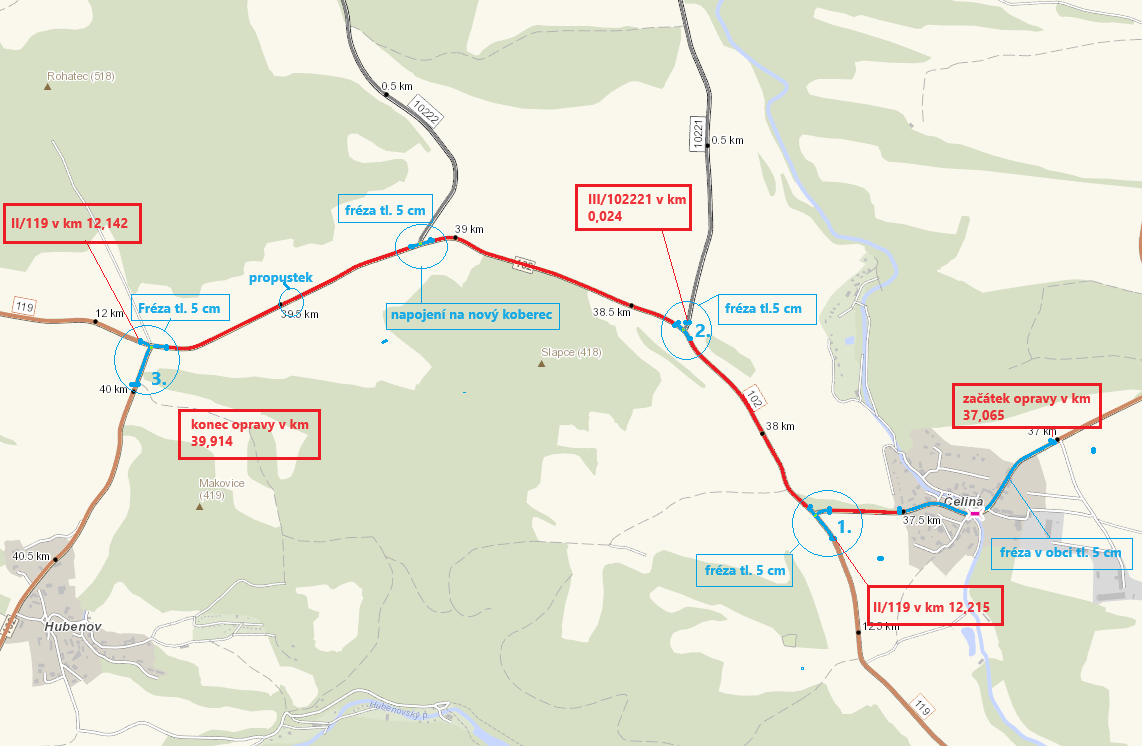 Rohatec (518)
0.5 km
10222
10221
0.5 km
III/102221 v km
0,024
fréza tl. 5 cm
II/119 v km 12,142
39 km
102
propustek
119
12 km
Fréza tl. 5 cm
39.5 km
napojení na nový koberec
38.5 km
fréza tl.5 cm
2.
Slapce (418)
3.
40 km
102
začátek opravy v km
37,065
konec opravy v km
39,914
38 km
37 km
Makovice
(419)
Čelina
37.5 km
1.
40.5 km
fréza tl. 5 cm
fréza v obci tl. 5 cm
II/119 v km 12,215
12.5 km
Hubenov
102
119
Hubenovský p.